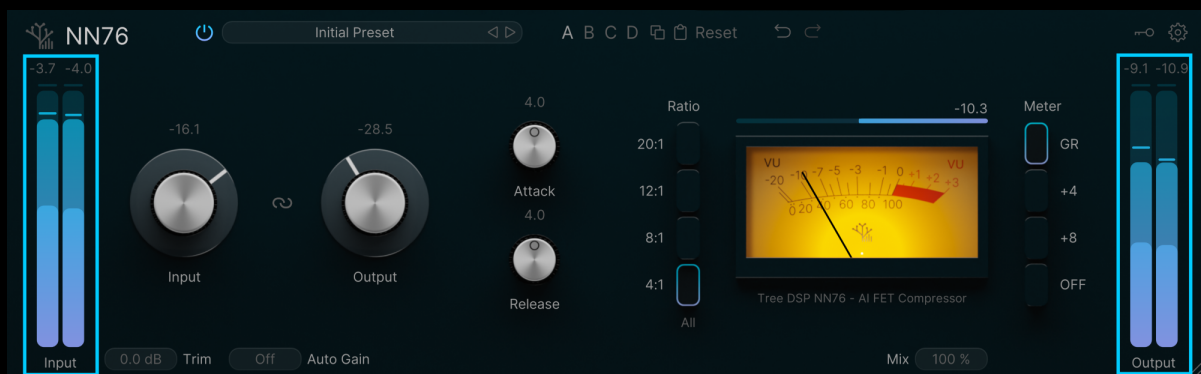 NN76
Initial Preset
A B C D Reset
-3.7 -4.0
-9.1 -10.9
-16.1
-28.5
4.0
Attack
4.0
Release
Input
Output
Ratio
20:1
12:1
8:1
4:1
All
-10.3
VU
VU
-20 -10 -7 -5 -3 -1 0 +1 +2 +3
0 20 40 60 80 100
Tree DSP NN76 - AI FET Compressor
Meter
GR
+4
+8
OFF
Input
0.0 dB Trim
Off Auto Gain
Mix 100 %
Output